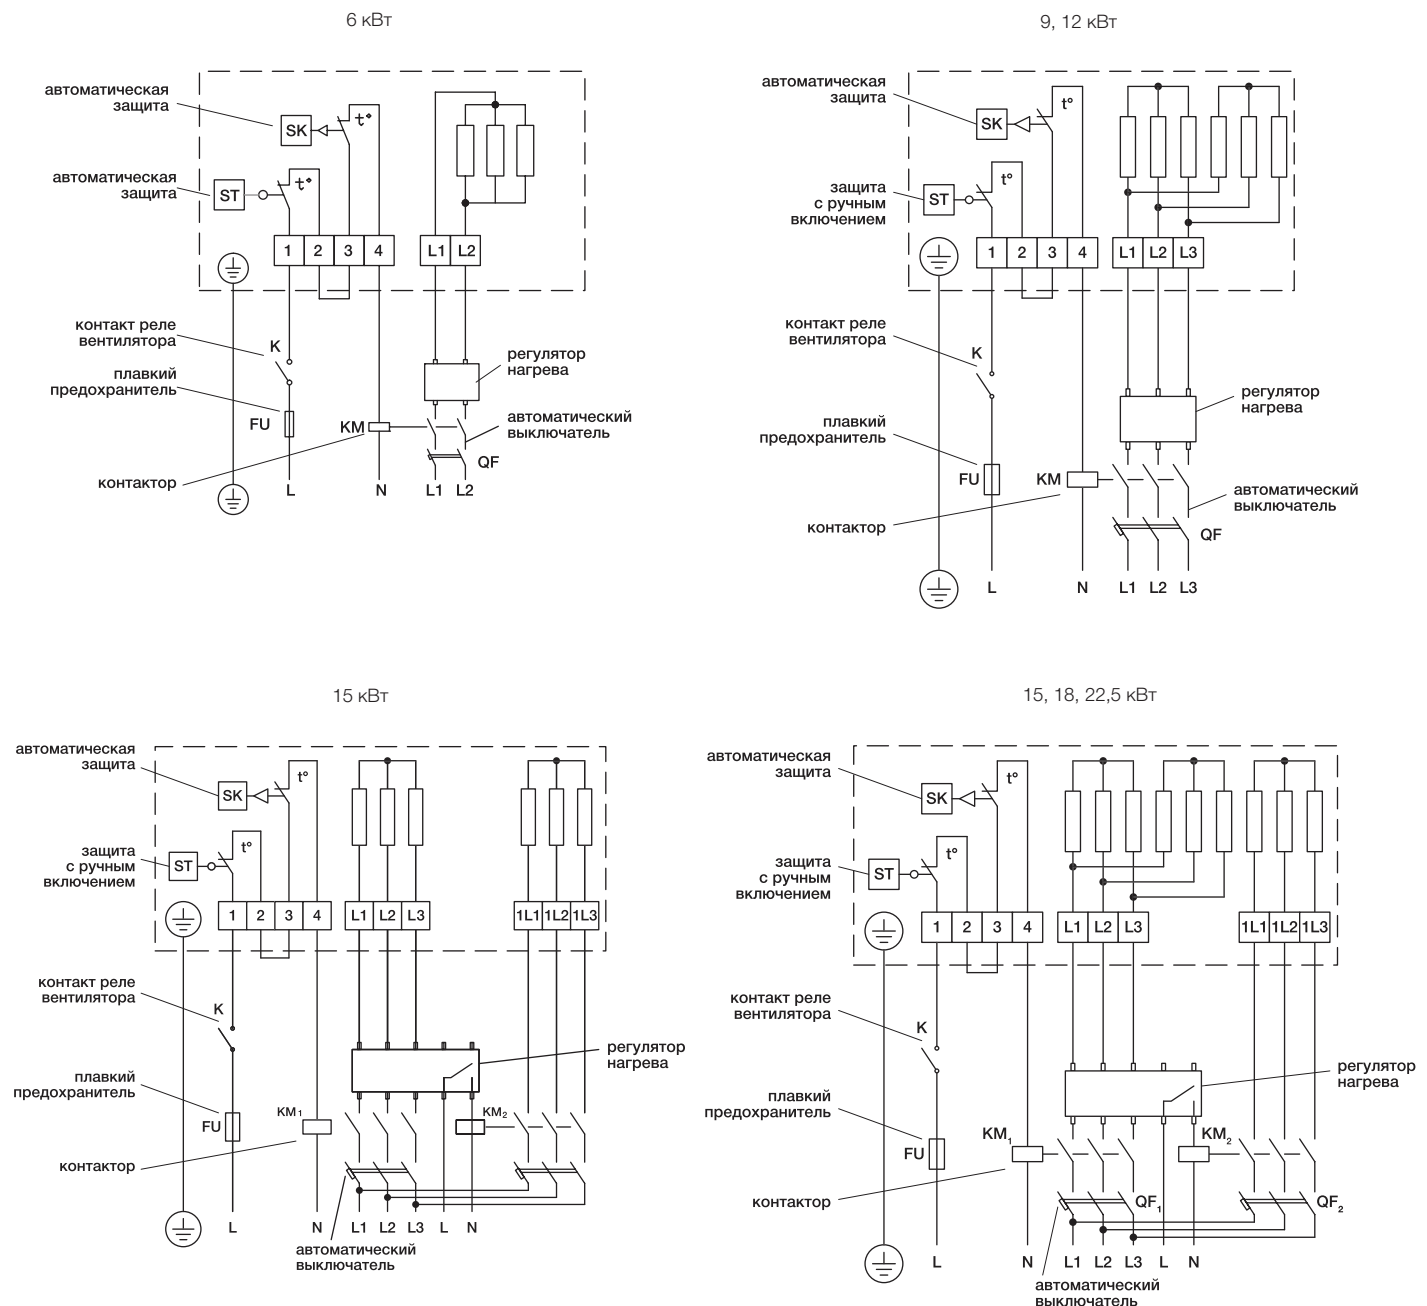 6 кВт
автоматическая
защита
SK
t°
автоматическая
защита
ST
t°
1 2 3 4 L1 L2
контакт реле
вентилятора
K
плавкий
предохранитель
FU
KM
контактор
регулятор
нагрева
автоматический
выключатель
QF
L N L1 L2
9, 12 кВт
автоматическая
защита
SK
t°
защита
с ручным
включением
ST
t°
1 2 3 4 L1 L2 L3
контакт реле
вентилятора
K
плавкий
предохранитель
FU
KM
контактор
регулятор
нагрева
автоматический
выключатель
QF
L N L1 L2 L3
15 кВт
автоматическая
защита
SK
t°
защита
с ручным
включением
ST
t°
1 2 3 4 L1 L2 L3 1L1 1L2 1L3
контакт реле
вентилятора
K
регулятор
нагрева
плавкий
предохранитель
FU
KM1
KM2
контактор
L N L1 L2 L3 L N
автоматический
выключатель
15, 18, 22,5 кВт
автоматическая
защита
SK
t°
защита
с ручным
включением
ST
t°
1 2 3 4 L1 L2 L3 1L1 1L2 1L3
контакт реле
вентилятора
K
регулятор
нагрева
плавкий
предохранитель
FU
KM1
KM2
контактор
QF1
QF2
L N L1 L2 L3 L N
автоматический
выключатель